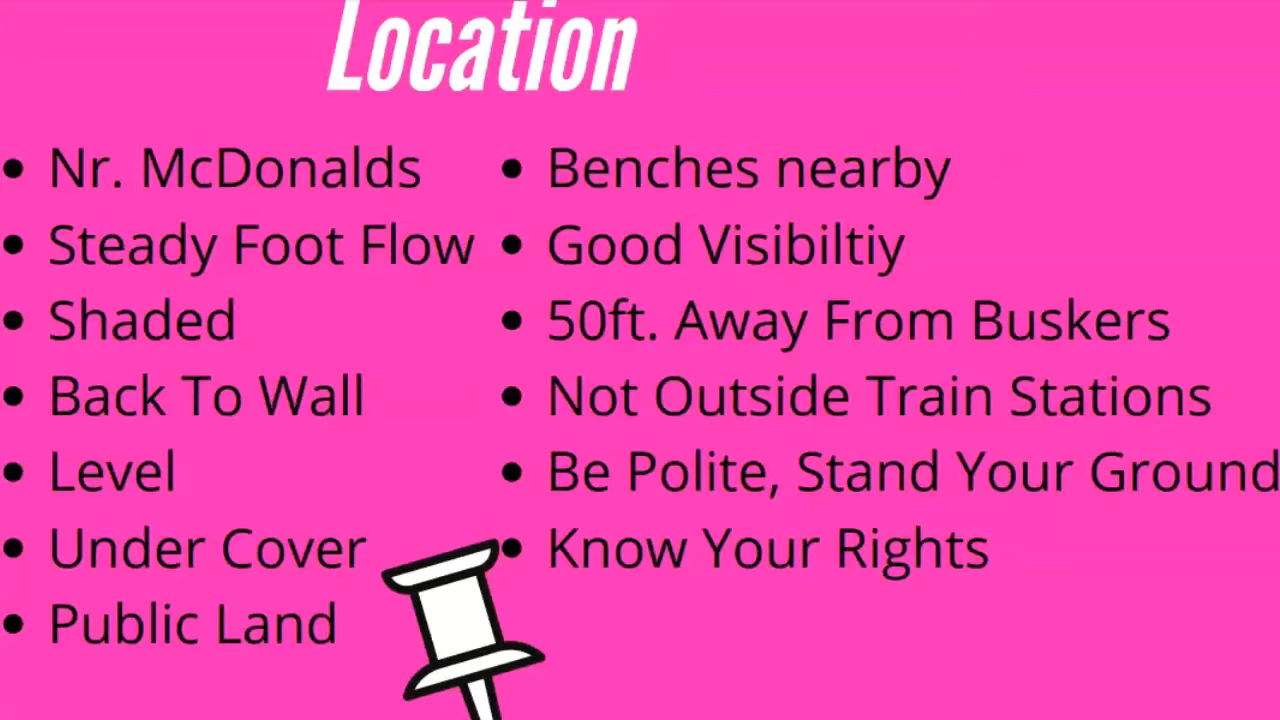 Location
• Nr. McDonalds
• Steady Foot Flow
• Shaded
• Back To Wall
• Level
• Under Cover
• Public Land
• Benches nearby
• Good Visibiltiy
• 50ft. Away From Buskers
• Not Outside Train Stations
• Be Polite, Stand Your Ground
• Know Your Rights